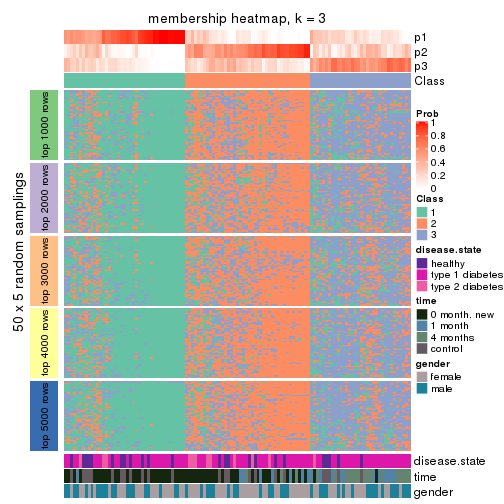 membership heatmap, k = 3
p1
p2
p3
Class
50 x 5 random samplings
top 1000 rows
top 2000 rows
top 3000 rows
top 4000 rows
top 5000 rows
disease.state
time
gender
Prob
1
0.8
0.6
0.4
0.2
0
Class
1
2
3
disease.state
healthy
type 1 diabetes
type 2 diabetes
time
0 month. new
1 month
4 months
control
gender
female
male